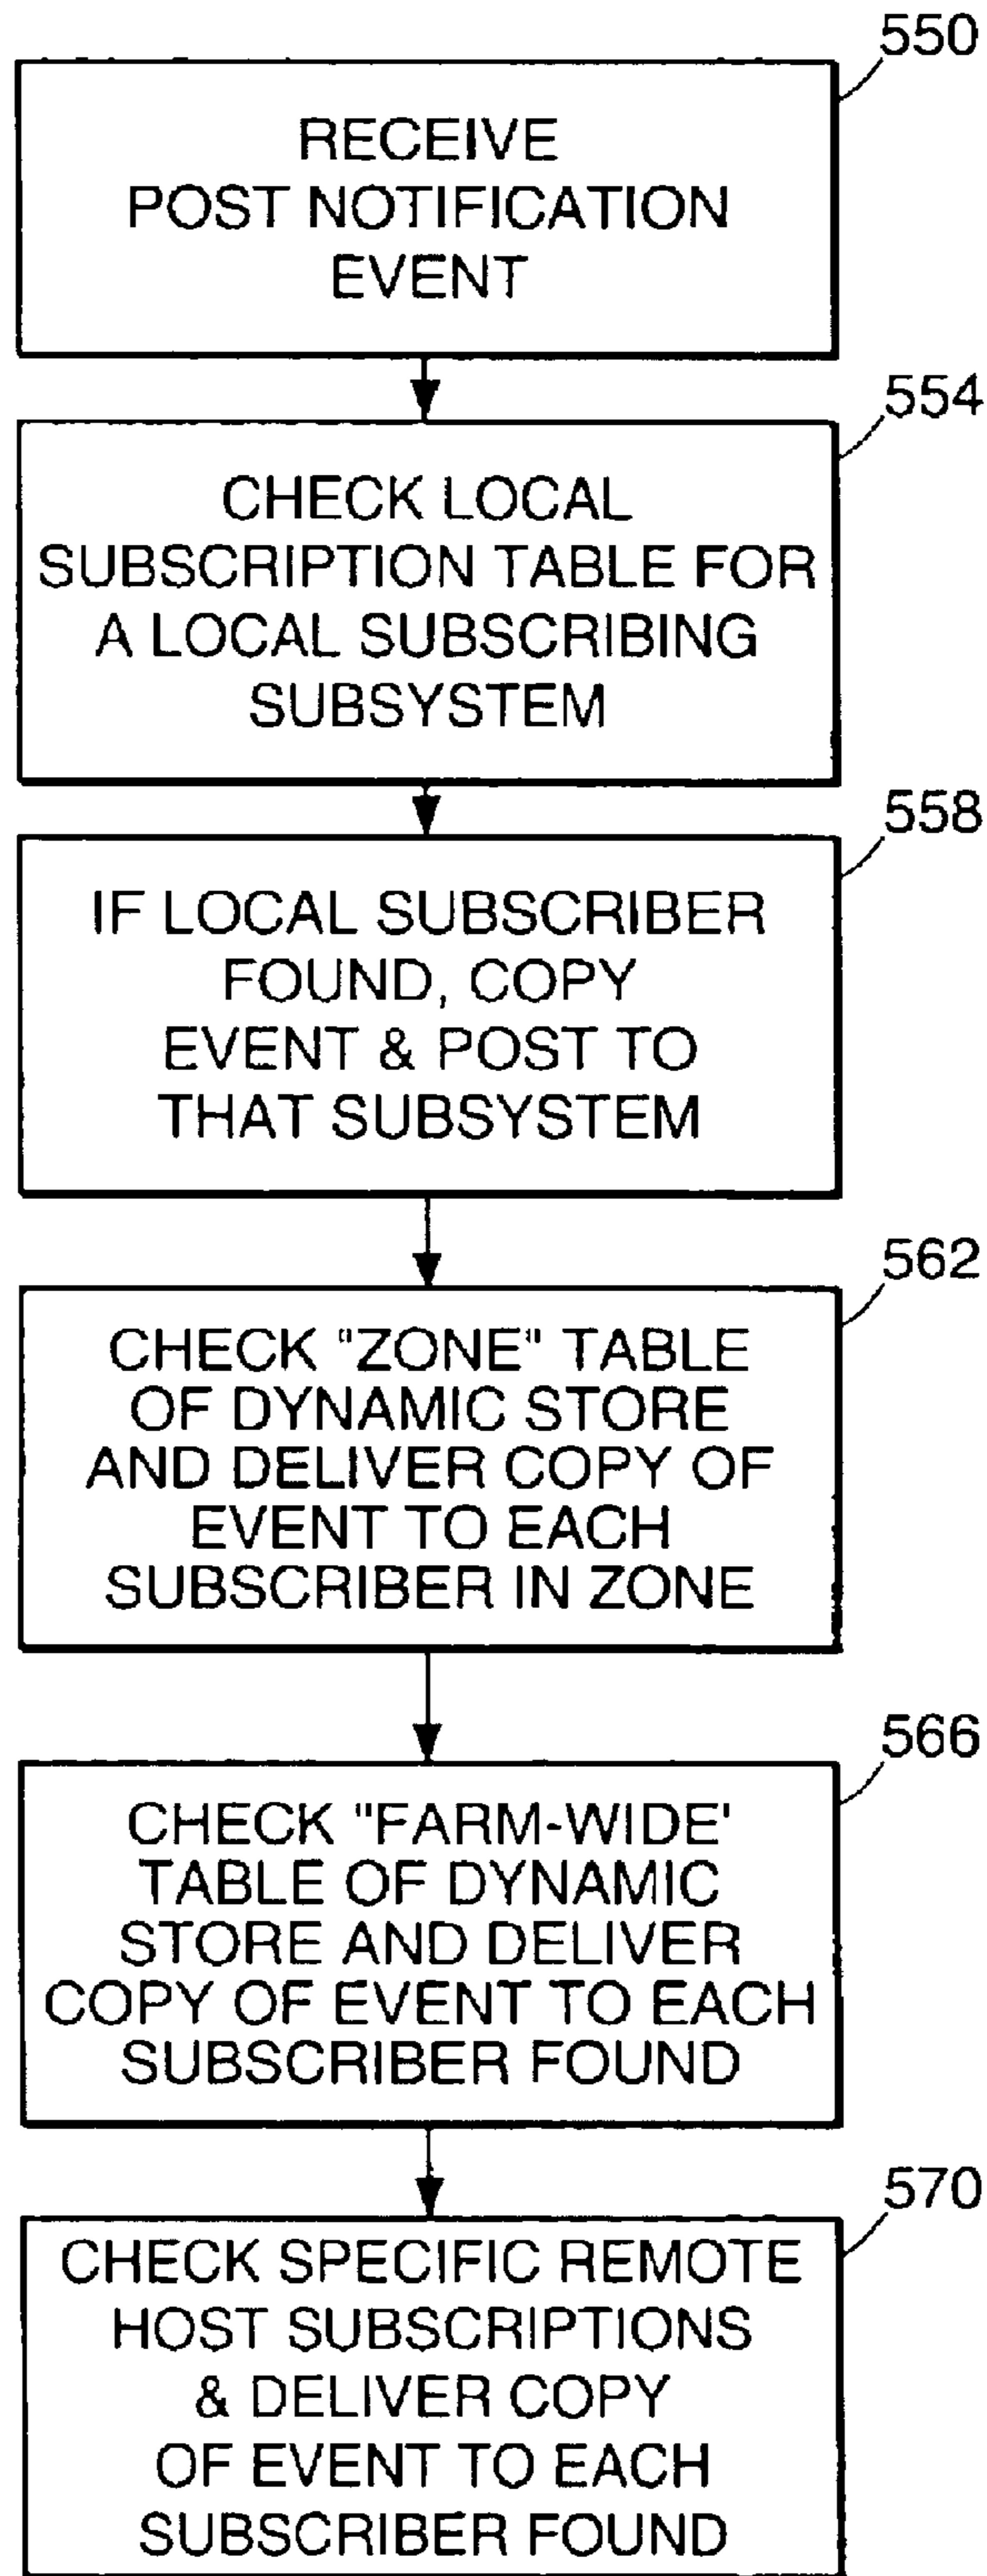 550
RECEIVE
POST NOTIFICATION
EVENT
554
CHECK LOCAL
SUBSCRIPTION TABLE FOR
A LOCAL SUBSCRIBING
SUBSYSTEM
558
IF LOCAL SUBSCRIBER
FOUND, COPY
EVENT & POST TO
THAT SUBSYSTEM
562
CHECK "ZONE" TABLE
OF DYNAMIC STORE
AND DELIVER COPY OF
EVENT TO EACH
SUBSCRIBER IN ZONE
566
CHECK "FARM-WIDE'
TABLE OF DYNAMIC
STORE AND DELIVER
COPY OF EVENT TO EACH
SUBSCRIBER FOUND
570
CHECK SPECIFIC REMOTE
HOST SUBSCRIPTIONS
& DELIVER COPY
OF EVENT TO EACH
SUBSCRIBER FOUND